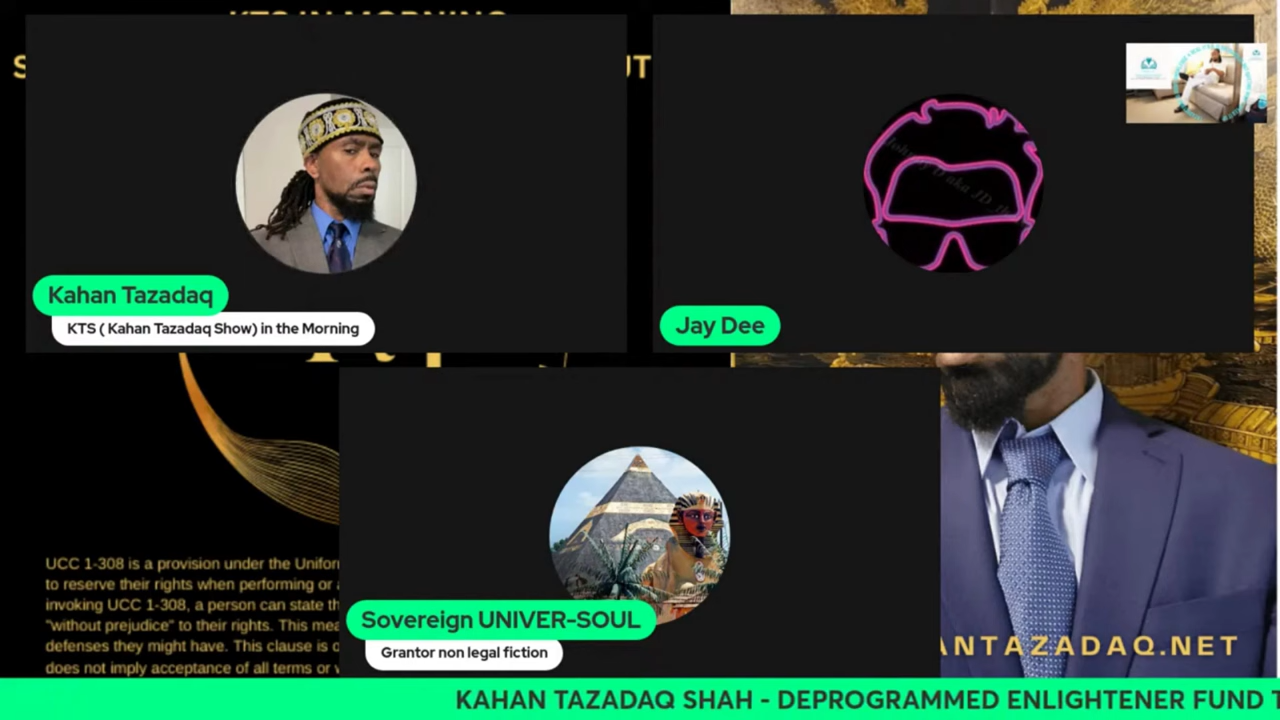 KTS IN MORNING
Kahan Tazadaq
KTS ( Kahan Tazadaq Show) in the Morning
Jay Dee
UCC 1-308 is a provision under the
to reserve their rights when performing or
invoking UCC 1-308, a person can state
"without prejudice" to their rights. This
defenses they might have. This clause is
does not imply acceptance of all terms or
Sovereign UNIVER-SOUL
Grantor non legal fiction
ANTAZADAQ.NET
KAHAN TAZADAQ SHAH - DEPROGRAMMED ENLIGHTENER FUND